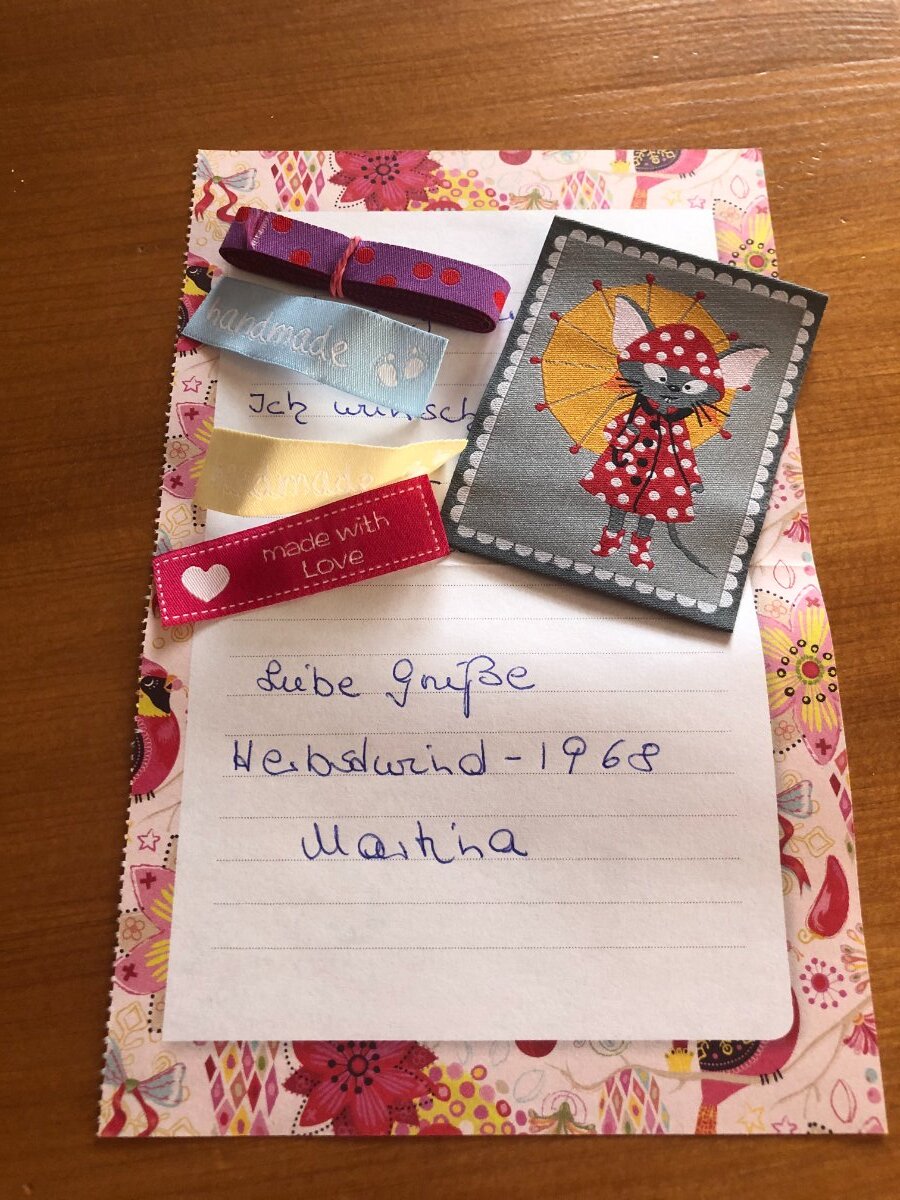 handmade
Ich wünsch
made with
Love
Liebe Grüße
Herbstwind-1968
Martina